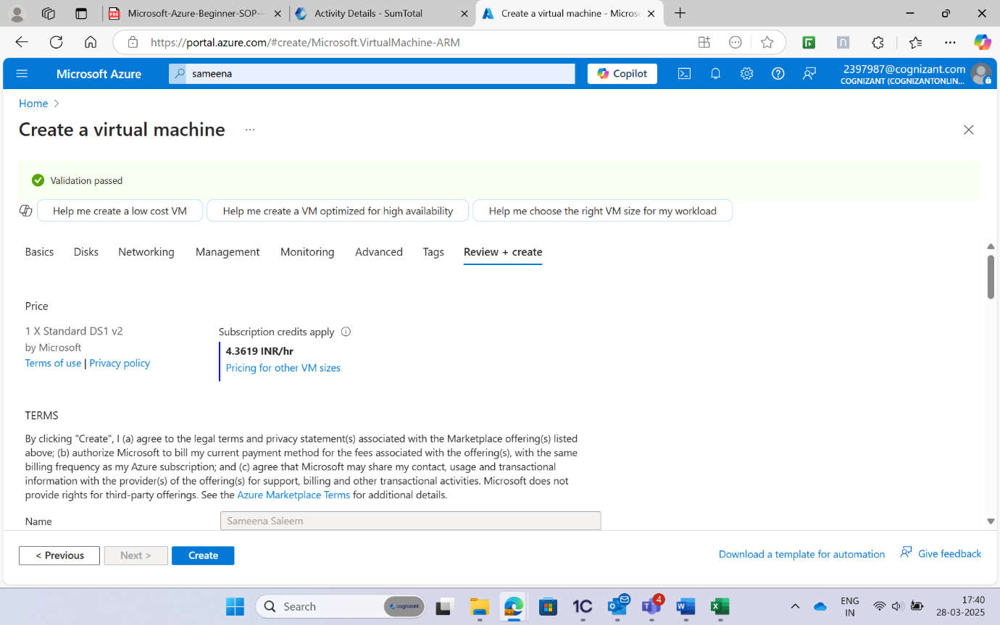 Microsoft-Azure-Beginner-SOP--
Activity Details - SumTotal
Create a virtual machine - Micros
https://portal.azure.com/#create/Microsoft.VirtualMachine-ARM
Microsoft Azure
sameena
Copilot
2397987@cognizant.com
COGNIZANT (COGNIZANTONLIN...
Home >
Create a virtual machine ...
Validation passed
Help me create a low cost VM
Help me create a VM optimized for high availability
Help me choose the right VM size for my workload
Basics Disks Networking Management Monitoring Advanced Tags Review + create
Price
1 X Standard DS1 v2
by Microsoft
Terms of use | Privacy policy
Subscription credits apply
4.3619 INR/hr
Pricing for other VM sizes
TERMS
By clicking "Create", I (a) agree to the legal terms and privacy statement(s) associated with the Marketplace offering(s) listed
above; (b) authorize Microsoft to bill my current payment method for the fees associated with the offering(s), with the same
billing frequency as my Azure subscription; and (c) agree that Microsoft may share my contact, usage and transactional
information with the provider(s) of the offering(s) for support, billing and other transactional activities. Microsoft does not
provide rights for third-party offerings. See the Azure Marketplace Terms for additional details.
Name
Sameena Saleem
< Previous
Next >
Create
Download a template for automation
Give feedback
Search
cognizant
1C
4
ENG
IN
17:40
28-03-2025